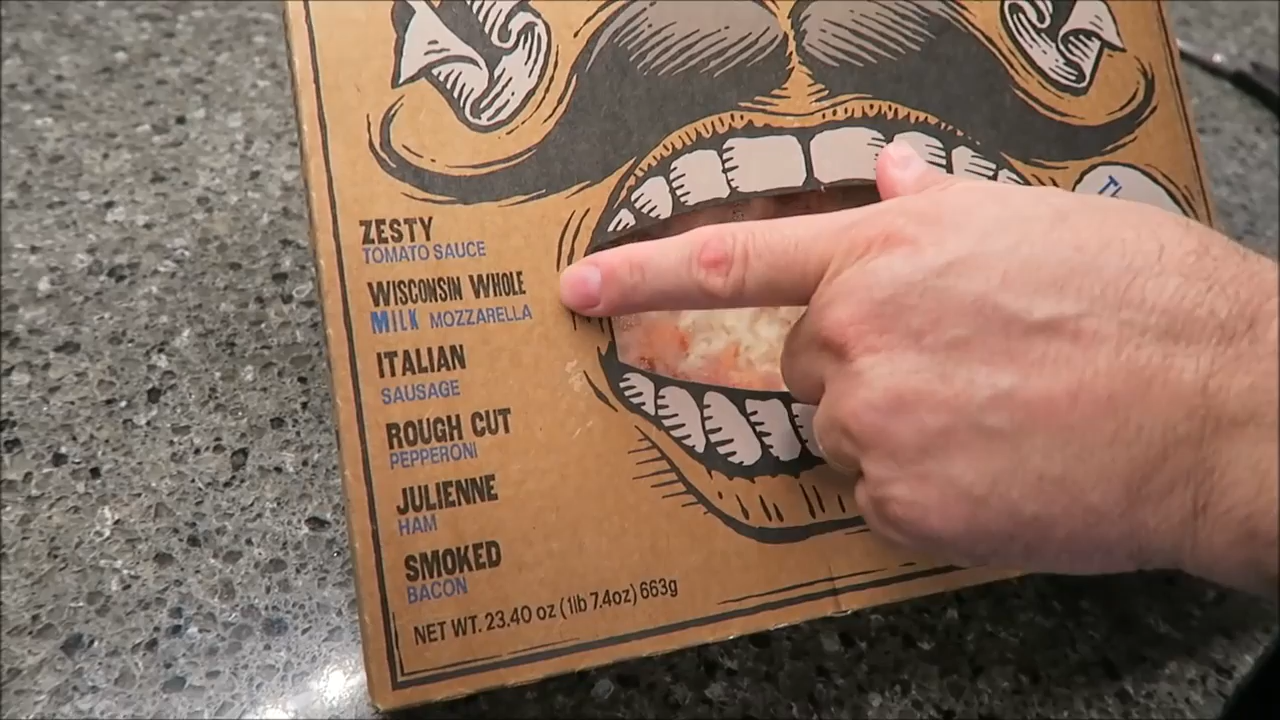 ZESTY
TOMATO SAUCE
WISCONSIN WHOLE
MILK MOZZARELLA
ITALIAN
SAUSAGE
ROUGH CUT
PEPPERONI
JULIENNE
HAM
SMOKED
BACON
NET WT. 23.40 oz (1lb 7.4oz) 663g